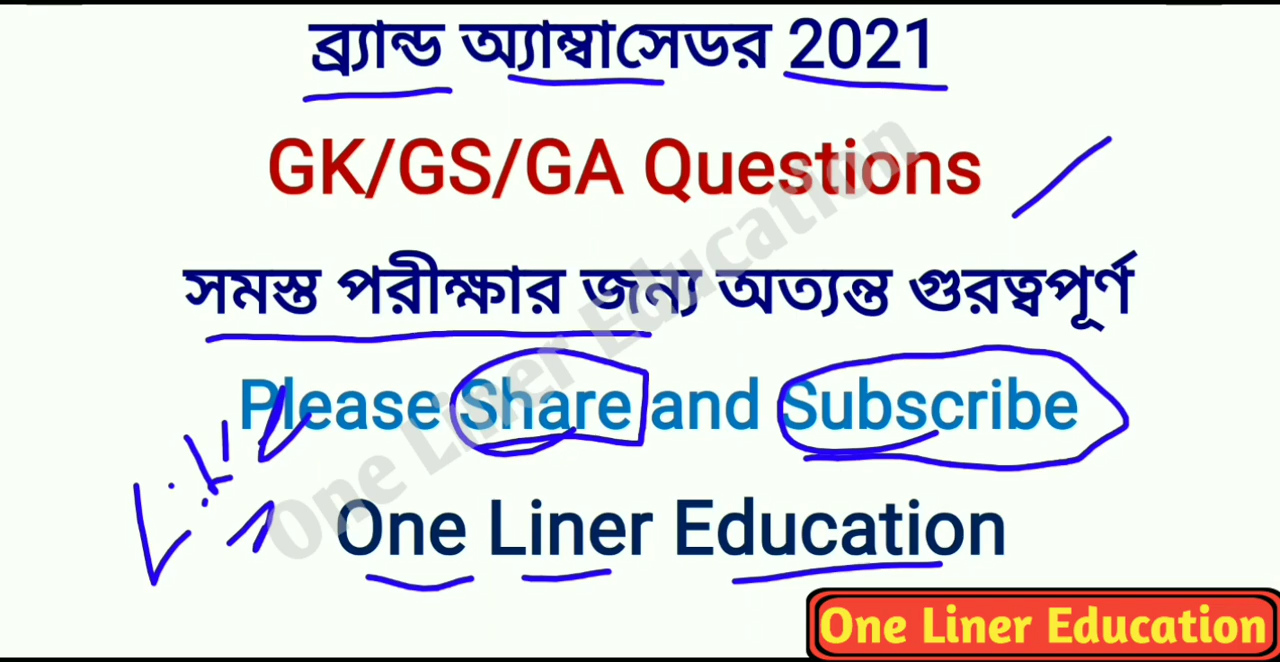 ব্র্যান্ড অ্যাম্বাসেডর 2021
GK/GS/GA Questions
সমস্ত পরীক্ষার জন্য অত্যন্ত গুরত্বপূর্ণ
Please Share and Subscribe
One Liner Education
One Liner Education
One Liner Education